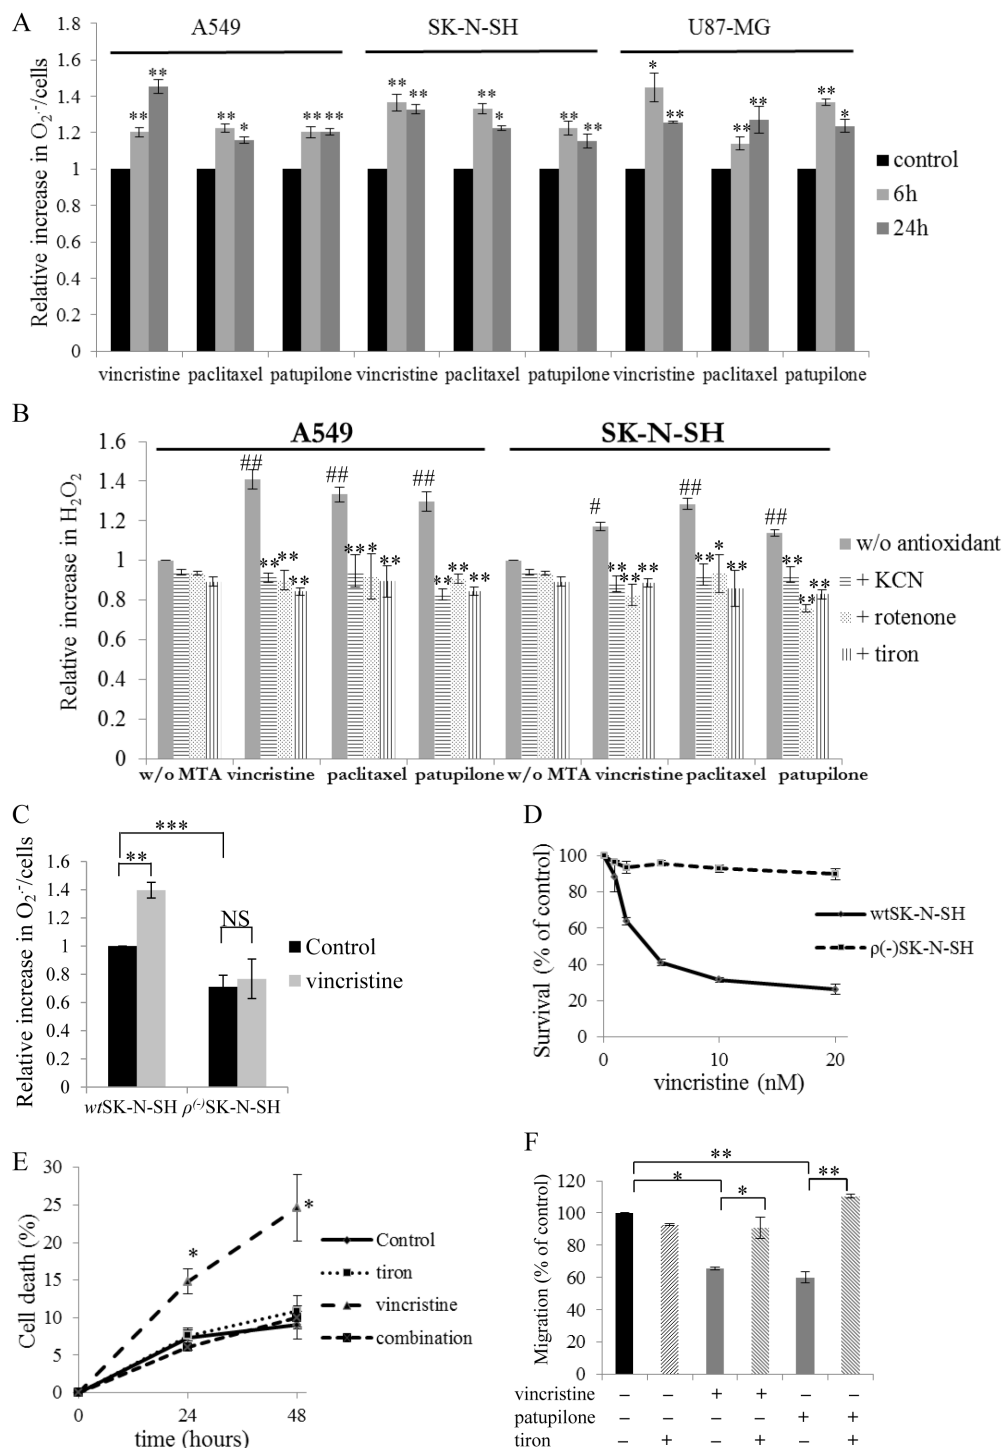 A
A549
SK-N-SH
U87-MG
Relative increase in O₂·⁻/cells
1.8
1.6
1.4
1.2
1
0.8
0.6
0.4
0.2
0
** ** ** * ** ** ** ** ** * ** ** * ** ** ** ** *
control
6h
24h
vincristine paclitaxel patupilone vincristine paclitaxel patupilone vincristine paclitaxel patupilone
B
A549
SK-N-SH
Relative increase in H₂O₂
1.6
1.4
1.2
1
0.8
0.6
0.4
0.2
0
## ## ## # ## ##
** ** ** *** * ** ** ** ** ** ** ** ** * ** ** ** **
w/o antioxidant
+ KCN
+ rotenone
+ tiron
w/o MTA vincristine paclitaxel patupilone w/o MTA vincristine paclitaxel patupilone
C
Relative increase in O₂·⁻/cells
1.6
1.4
1.2
1
0.8
0.6
0.4
0.2
0
***
**
NS
Control
vincristine
wtSK-N-SH ρ⁽⁻⁾SK-N-SH
D
Survival (% of control)
100
80
60
40
20
0
0 10 20
vincristine (nM)
wtSK-N-SH
ρ(-)SK-N-SH
E
Cell death (%)
30
25
20
15
10
5
0
*
*
0 24 48
time (hours)
Control
tiron
vincristine
combination
F
Migration (% of control)
120
100
80
60
40
20
0
**
* * **
vincristine – – + + – –
patupilone – – – – + +
tiron – + – + – +